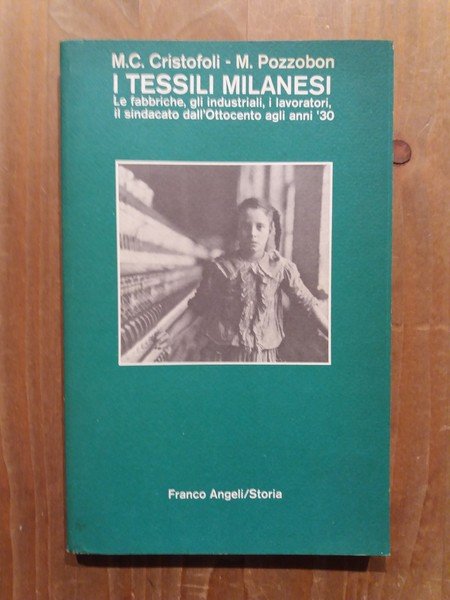 M.C. Cristofoli - M. Pozzobon
I TESSILI MILANESI
Le fabbriche, gli industriali, i lavoratori,
il sindacato dall'Ottocento agli anni '30
Franco Angeli/Storia